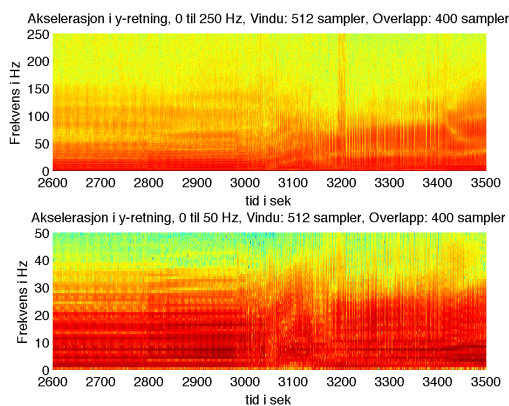 Akselerasjon i y-retning, 0 til 250 Hz, Vindu: 512 sampler, Overlapp: 400 sampler
250
200
150
100
50
0
Frekvens i Hz
2600 2700 2800 2900 3000 3100 3200 3300 3400 3500
tid i sek
Akselerasjon i y-retning, 0 til 50 Hz, Vindu: 512 sampler, Overlapp: 400 sampler
50
40
30
20
10
0
Frekvens i Hz
2600 2700 2800 2900 3000 3100 3200 3300 3400 3500
tid i sek